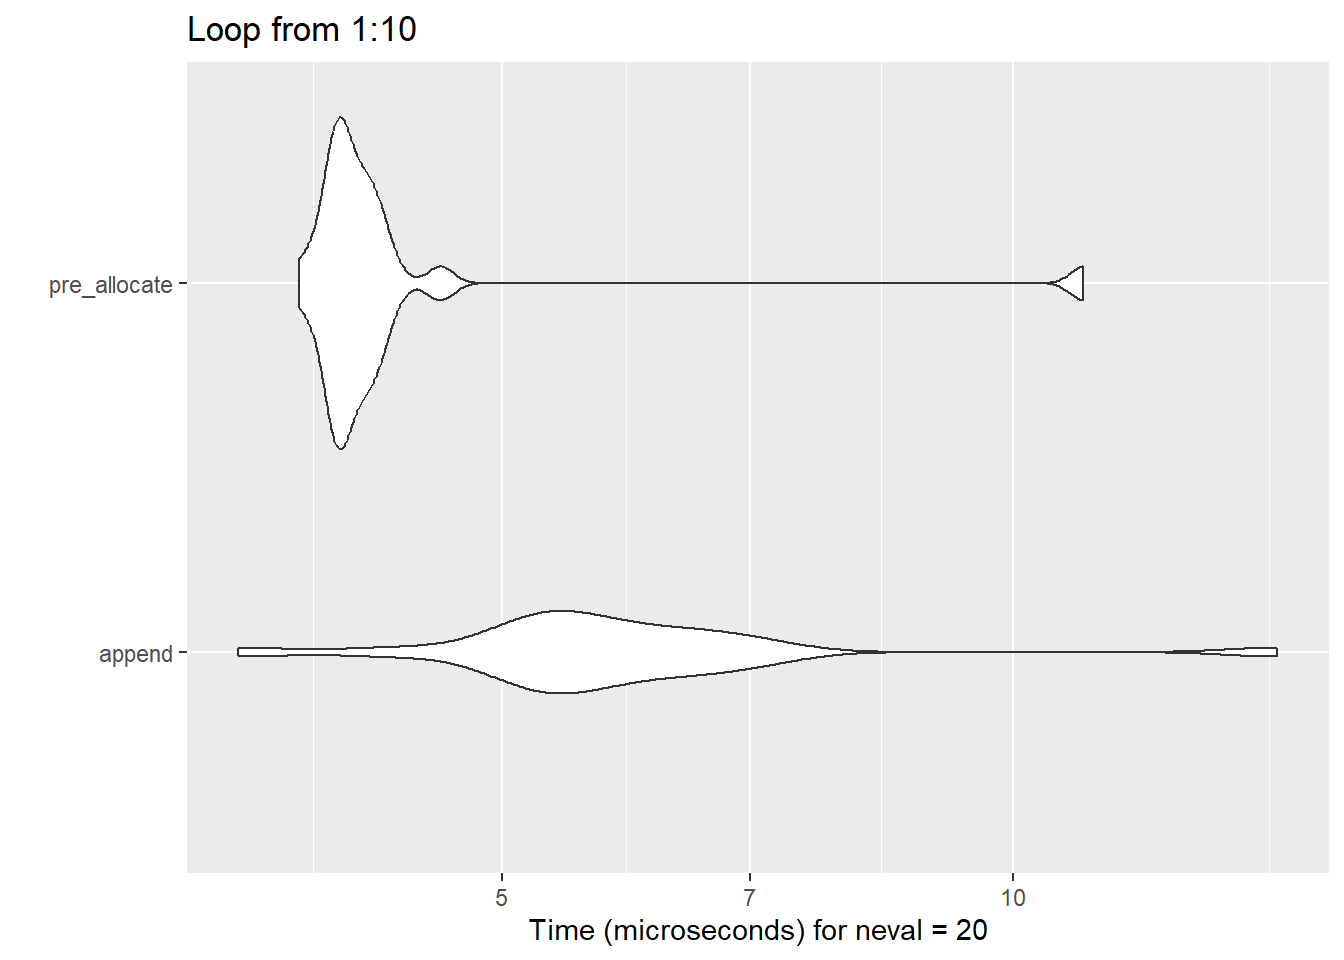 Loop from 1:10
pre_allocate
append
5 7 10
Time (microseconds) for neval = 20